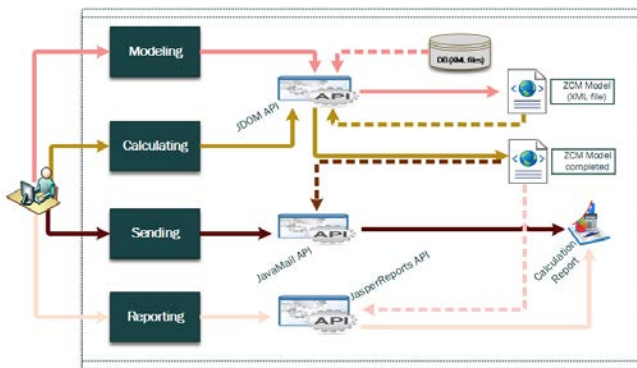 Modeling
DB (XML files)
API
JDOM API
ZCM Model
(XML file)
Calculating
ZCM Model
completed
Sending
API
JavaMail API
Calculation
Report
JasperReports API
Reporting
API